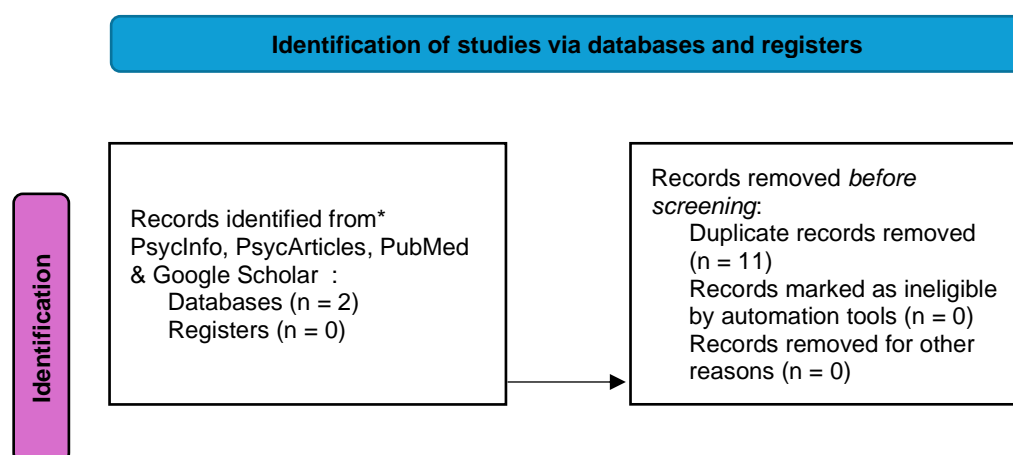 Identification of studies via databases and registers
Identification
Records identified from*
PsycInfo, PsycArticles, PubMed
& Google Scholar :
Databases (n = 2)
Registers (n = 0)
Records removed before
screening:
Duplicate records removed
(n = 11)
Records marked as ineligible
by automation tools (n = 0)
Records removed for other
reasons (n = 0)